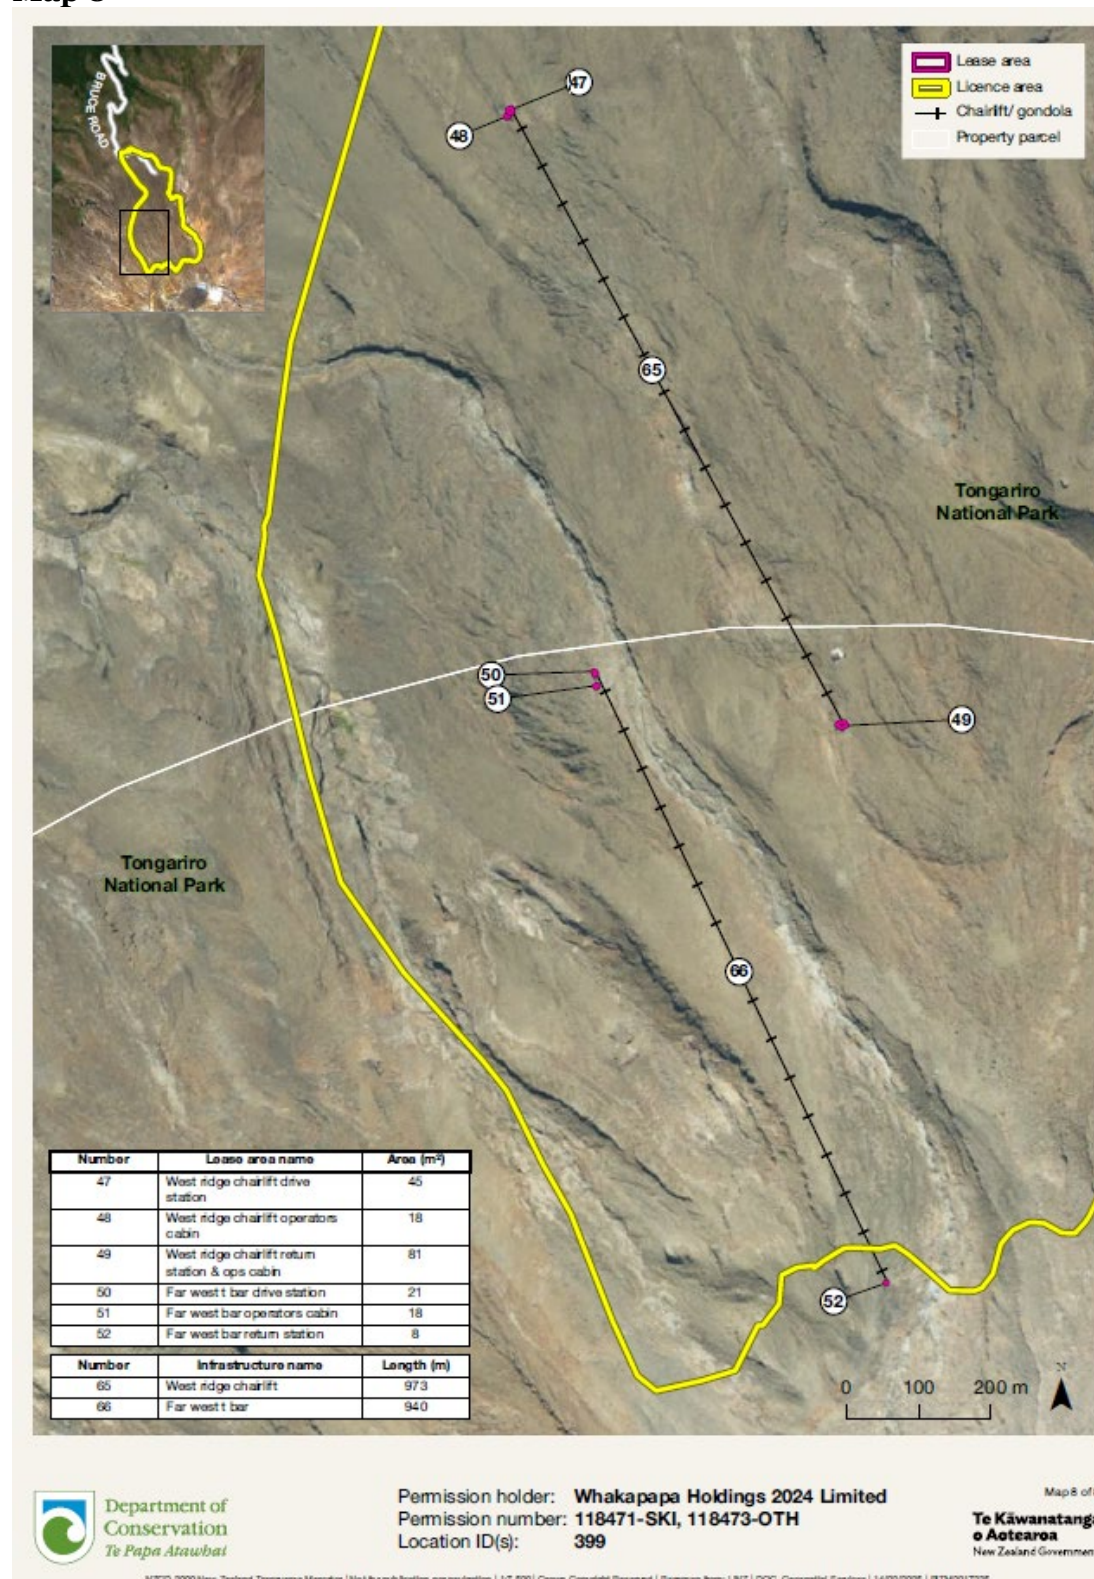 BRUCE ROAD
Lease area
Licence area
Chairlift/ gondola
Property parcel
47
48
65
Tongariro
National Park
50
51
49
Tongariro
National Park
66
52
Number Lease area name Area (m²)
47 West ridge chairlift drive station 45
48 West ridge chairlift operators cabin 18
49 West ridge chairlift return station & ops cabin 81
50 Far west t bar drive station 21
51 Far west bar operators cabin 18
52 Far west bar return station 8
Number Infrastructure name Length (m)
65 West ridge chairlift 973
66 Far west t bar 940
N
0 100 200 m
Department of
Conservation
Te Papa Atawhai
Permission holder: Whakapapa Holdings 2024 Limited
Permission number: 118471-SKI, 118473-OTH
Location ID(s): 399
Map 8 of
Te Kāwanatanga
o Aotearoa
New Zealand Government